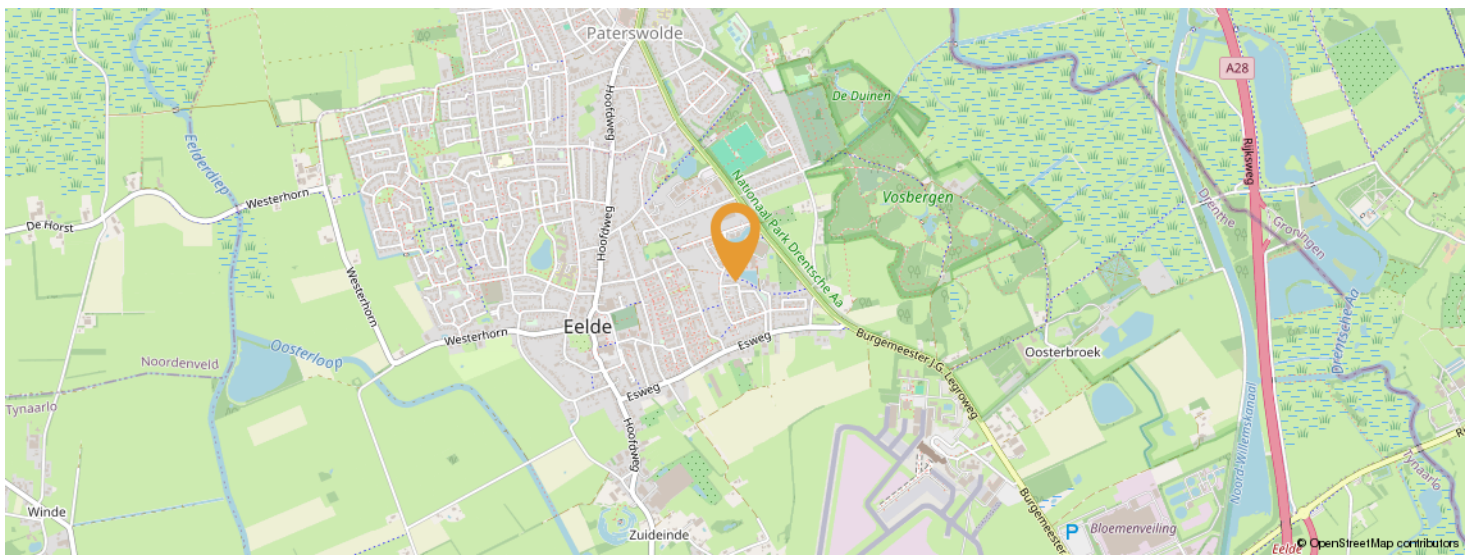 Paterswolde
A28
De Duinen
Hoofdweg
Eelderdiep
Rijksweg
Nationaal Park Drentsche Aa
Westerhorn
Vosbergen
De Horst
Drenthe
Groningen
Hoofdweg
Westerhorn
Drentsche Aa
Eelde
Westerhorn
Esweg
Burgemeester J.G. Legroweg
Oosterbroek
Oosterloop
Noordenveld
Tynaarlo
Esweg
Noord-Willemskanaal
Hoofdweg
Tynaarlo
Winde
Zuideinde
Burgemeester
P
Bloemenveiling
Eelde
© OpenStreetMap contributors